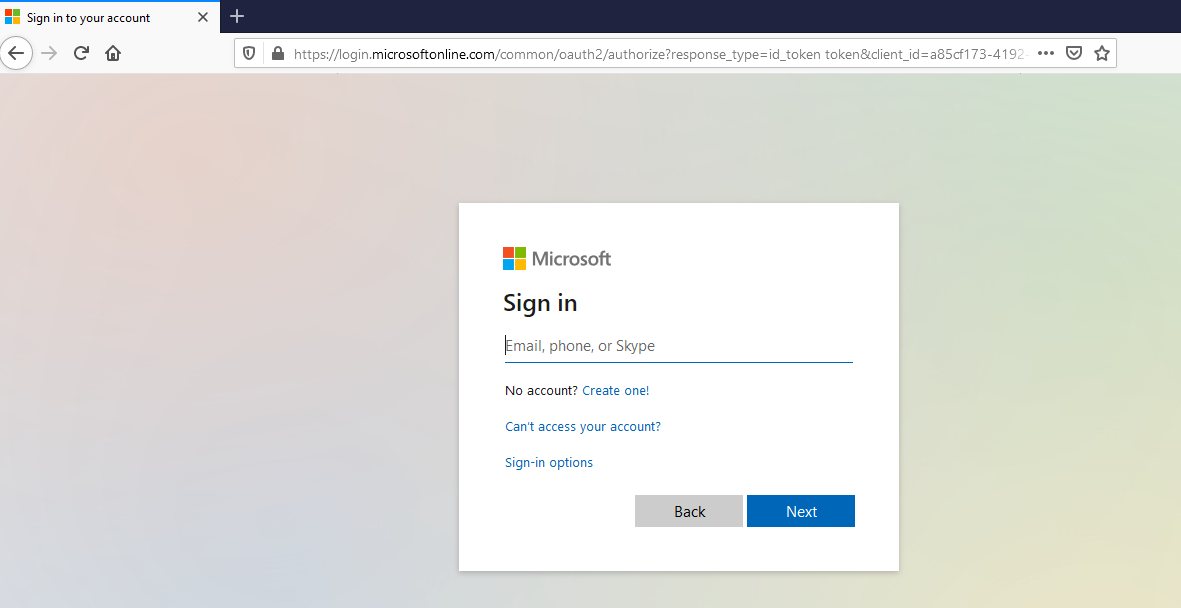 Sign in to your account
https://login.microsoftonline.com/common/oauth2/authorize?response_type=id_token token&client_id=a85cf173-4192-
Microsoft
Sign in
Email, phone, or Skype
No account? Create one!
Can't access your account?
Sign-in options
Back Next